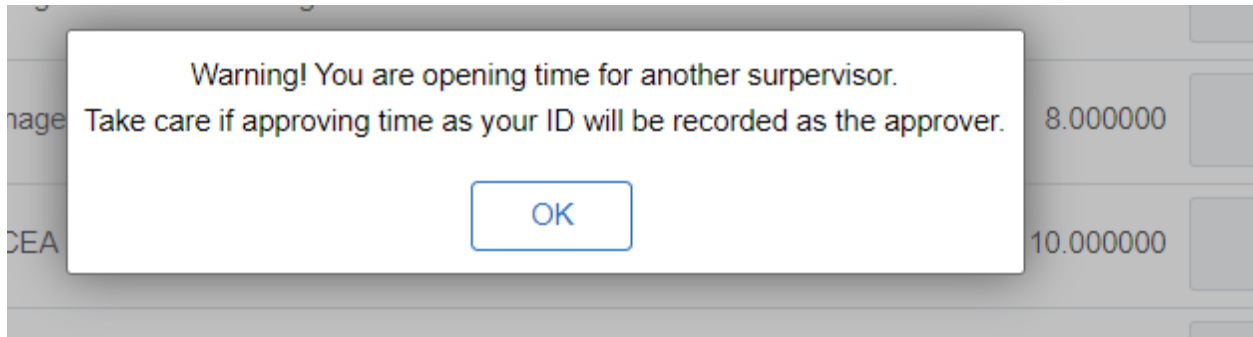 Warning! You are opening time for another surpervisor.
Take care if approving time as your ID will be recorded as the approver.
8.000000
OK
10.000000